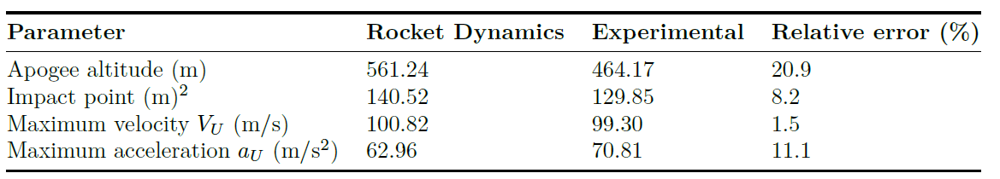 Parameter Rocket Dynamics Experimental Relative error (%)
Apogee altitude (m) 561.24 464.17 20.9
Impact point (m)² 140.52 129.85 8.2
Maximum velocity V_U (m/s) 100.82 99.30 1.5
Maximum acceleration a_U (m/s²) 62.96 70.81 11.1